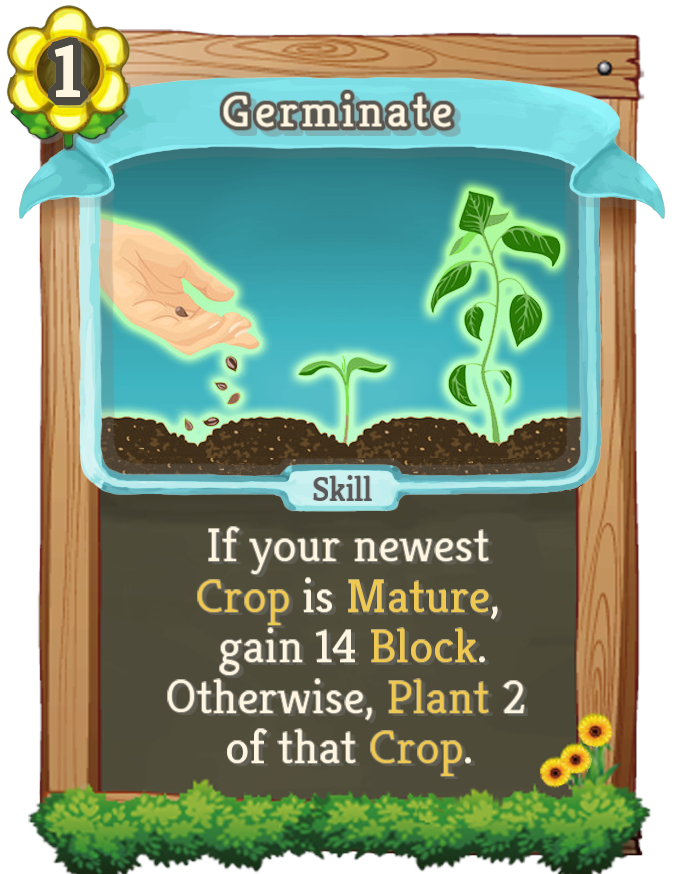 1
Germinate
Skill
If your newest
Crop is Mature,
gain 14 Block.
Otherwise, Plant 2
of that Crop.